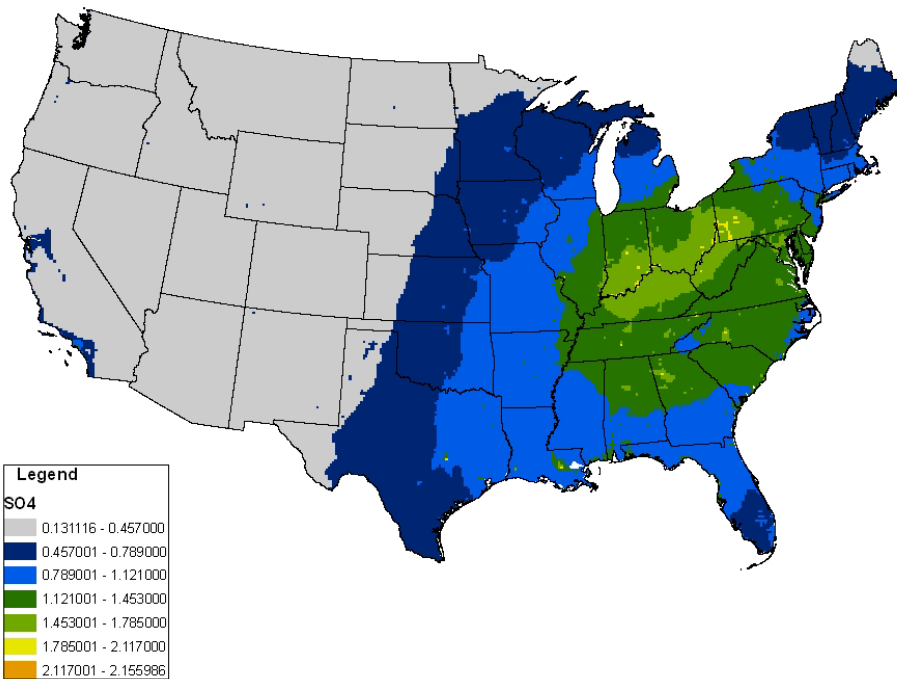 Legend
SO4
0.131116 - 0.457000
0.457001 - 0.789000
0.789001 - 1.121000
1.121001 - 1.453000
1.453001 - 1.785000
1.785001 - 2.117000
2.117001 - 2.155986